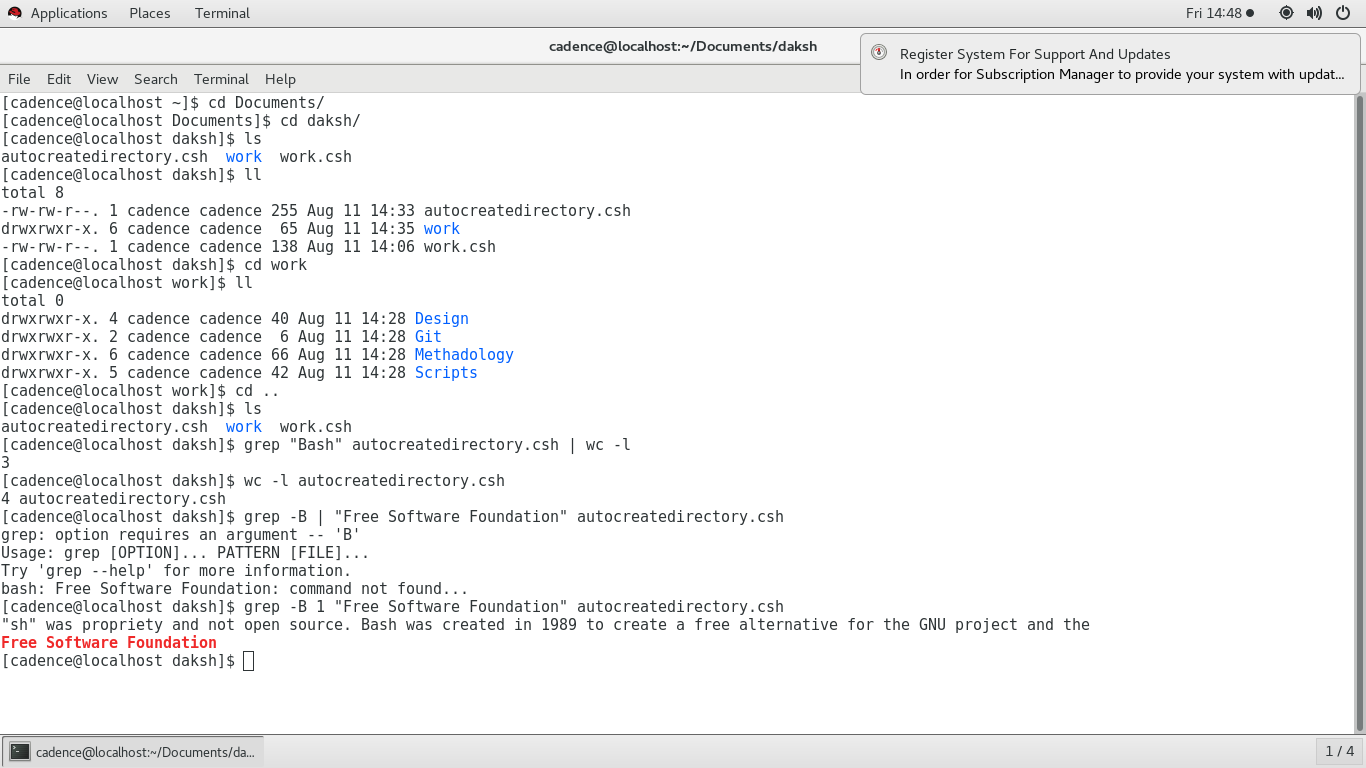 Applications Places Terminal Fri 14:48
cadence@localhost:~/Documents/daksh
Register System For Support And Updates
In order for Subscription Manager to provide your system with updat...
File Edit View Search Terminal Help
[cadence@localhost ~]$ cd Documents/
[cadence@localhost Documents]$ cd daksh/
[cadence@localhost daksh]$ ls
autocreatedirectory.csh  work  work.csh
[cadence@localhost daksh]$ ll
total 8
-rw-rw-r--. 1 cadence cadence 255 Aug 11 14:33 autocreatedirectory.csh
drwxrwxr-x. 6 cadence cadence  65 Aug 11 14:35 work
-rw-rw-r--. 1 cadence cadence 138 Aug 11 14:06 work.csh
[cadence@localhost daksh]$ cd work
[cadence@localhost work]$ ll
total 0
drwxrwxr-x. 4 cadence cadence 40 Aug 11 14:28 Design
drwxrwxr-x. 2 cadence cadence  6 Aug 11 14:28 Git
drwxrwxr-x. 6 cadence cadence 66 Aug 11 14:28 Methadology
drwxrwxr-x. 5 cadence cadence 42 Aug 11 14:28 Scripts
[cadence@localhost work]$ cd ..
[cadence@localhost daksh]$ ls
autocreatedirectory.csh  work  work.csh
[cadence@localhost daksh]$ grep "Bash" autocreatedirectory.csh | wc -l
3
[cadence@localhost daksh]$ wc -l autocreatedirectory.csh
4 autocreatedirectory.csh
[cadence@localhost daksh]$ grep -B | "Free Software Foundation" autocreatedirectory.csh
grep: option requires an argument -- 'B'
Usage: grep [OPTION]... PATTERN [FILE]...
Try 'grep --help' for more information.
bash: Free Software Foundation: command not found...
[cadence@localhost daksh]$ grep -B 1 "Free Software Foundation" autocreatedirectory.csh
"sh" was propriety and not open source. Bash was created in 1989 to create a free alternative for the GNU project and the
Free Software Foundation
[cadence@localhost daksh]$
cadence@localhost:~/Documents/da... 1 / 4